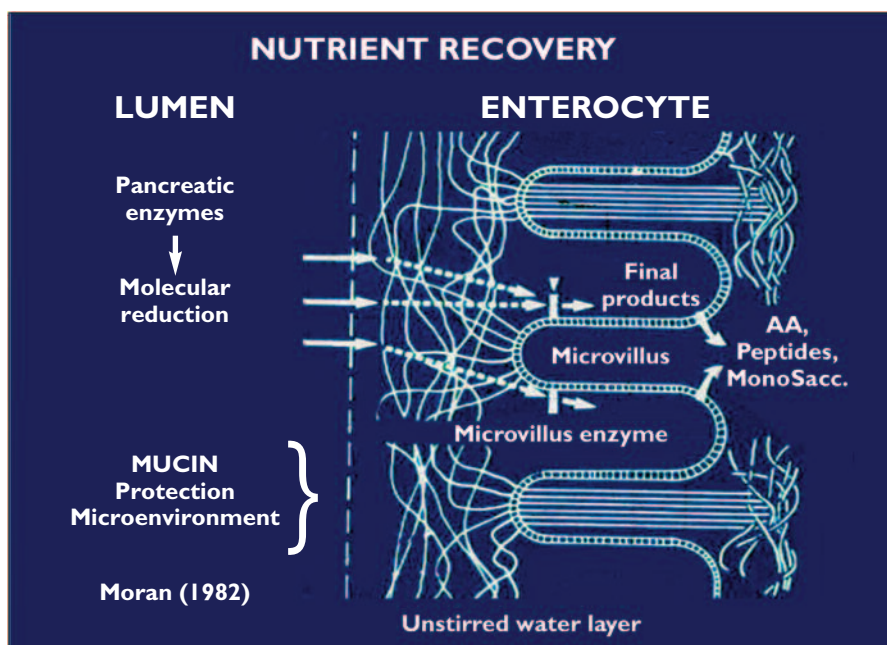 NUTRIENT RECOVERY
LUMEN
ENTEROCYTE
Pancreatic
enzymes
Molecular
reduction
Final
products
AA,
Peptides,
MonoSacc.
Microvillus
Microvillus enzyme
MUCIN
Protection
Microenvironment
Moran (1982)
Unstirred water layer